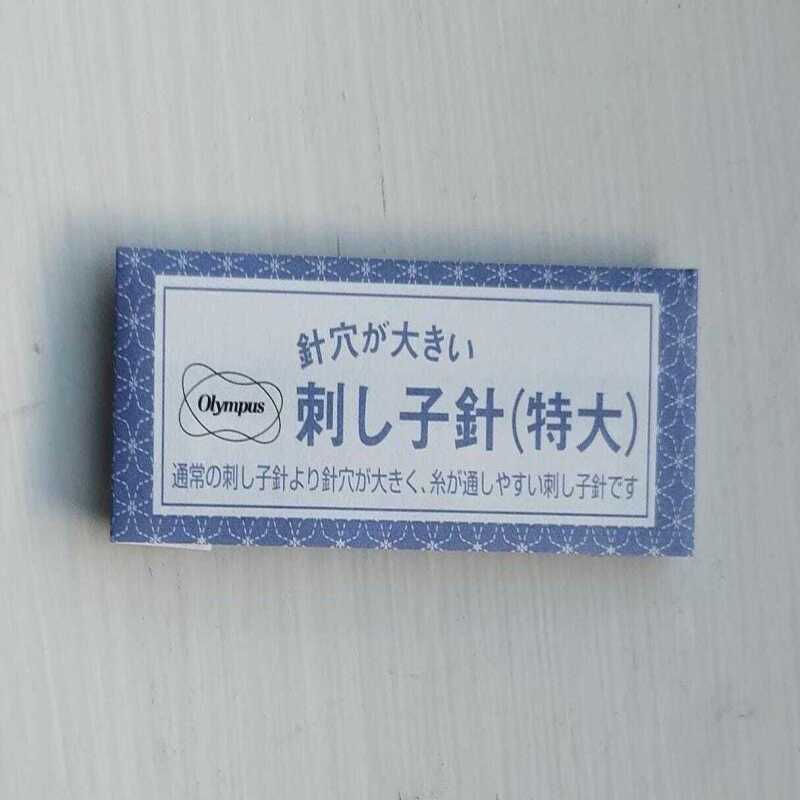 針穴が大きい
Olympus
刺し子針(特大)
通常の刺し子針より針穴が大きく、糸が通しやすい刺し子針です